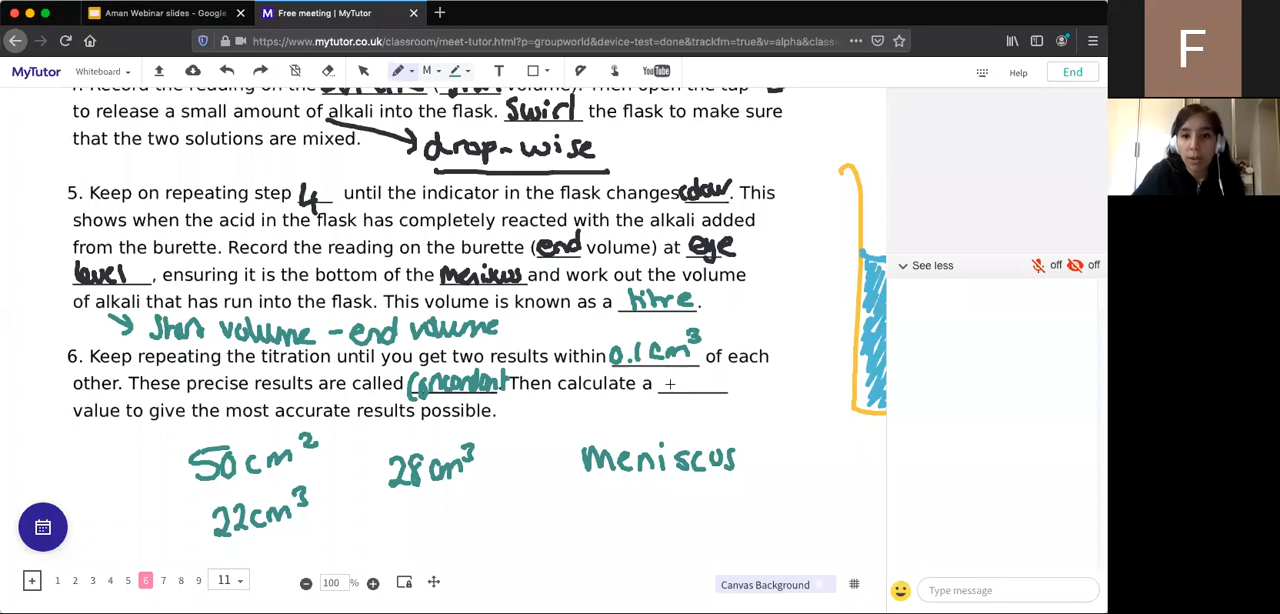 Aman Webinar slides - Google
Free meeting | MyTutor
https://www.mytutor.co.uk/classroom/meet-tutor.html?p=groupworld&device-test=done&trackfm=true&v=alpha&class
MyTutor
Whiteboard
M
T
YouTube
Help
End
F
to release a small amount of alkali into the flask. Swirl the flask to make sure
that the two solutions are mixed.
drop-wise
5. Keep on repeating step 4 until the indicator in the flask changes colour. This
shows when the acid in the flask has completely reacted with the alkali added
from the burette. Record the reading on the burette (end volume) at eye
level, ensuring it is the bottom of the meniscus and work out the volume
of alkali that has run into the flask. This volume is known as a titre.
start volume - end volume
6. Keep repeating the titration until you get two results within 0.1cm³ of each
other. These precise results are called concordant. Then calculate a
value to give the most accurate results possible.
50cm² 28cm³ meniscus
22cm³
See less
off off
1 2 3 4 5 6 7 8 9 11
100 %
Canvas Background
Type message